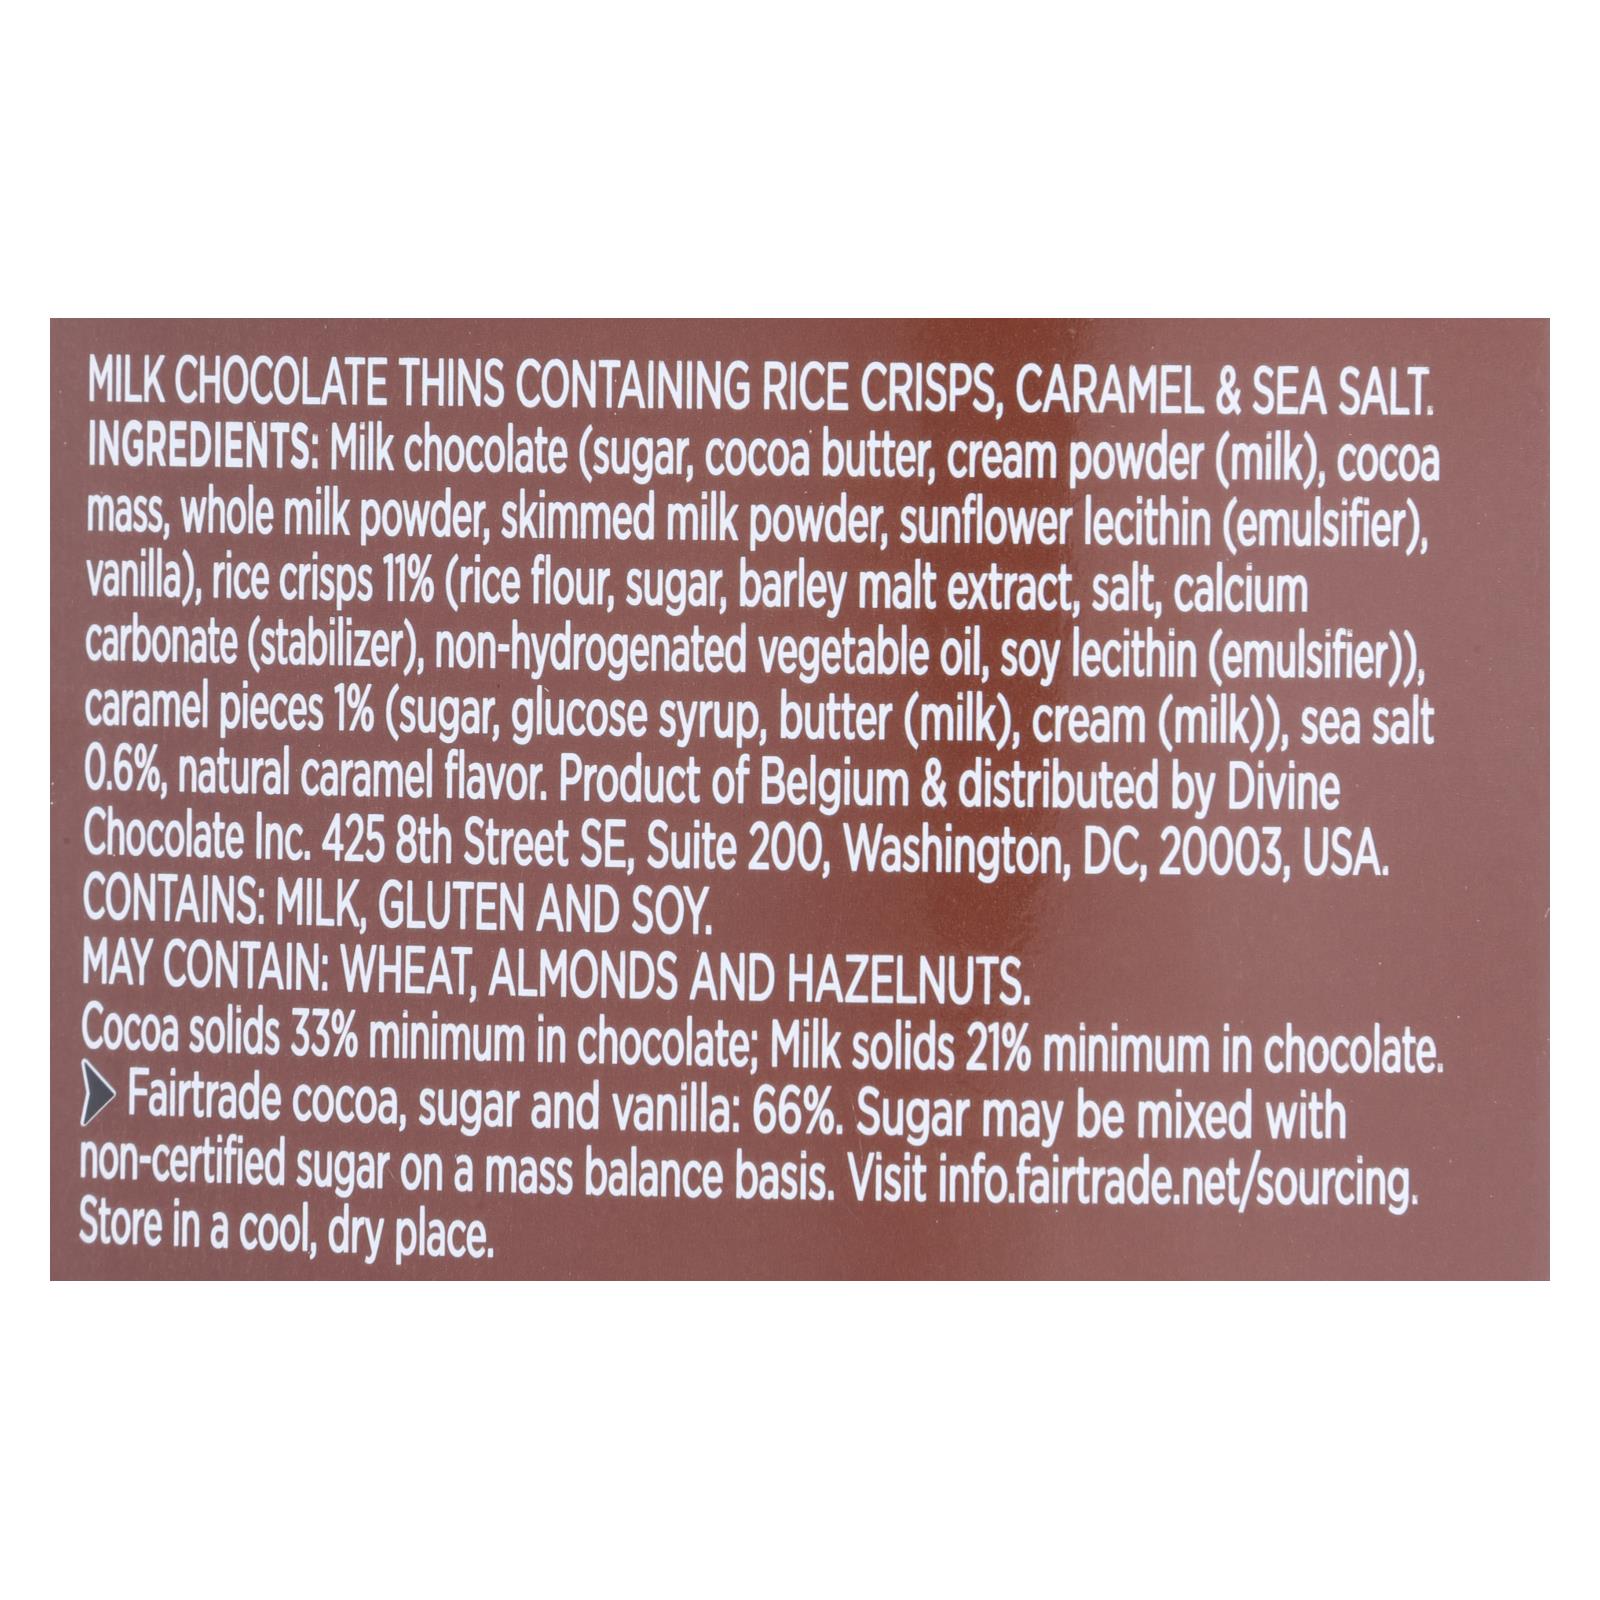 MILK CHOCOLATE THINS CONTAINING RICE CRISPS, CARAMEL & SEA SALT.
INGREDIENTS: Milk chocolate (sugar, cocoa butter, cream powder (milk), cocoa
mass, whole milk powder, skimmed milk powder, sunflower lecithin (emulsifier),
vanilla), rice crisps 11% (rice flour, sugar, barley malt extract, salt, calcium
carbonate (stabilizer), non-hydrogenated vegetable oil, soy lecithin (emulsifier)),
caramel pieces 1% (sugar, glucose syrup, butter (milk), cream (milk)), sea salt
0.6%, natural caramel flavor. Product of Belgium & distributed by Divine
Chocolate Inc. 425 8th Street SE, Suite 200, Washington, DC, 20003, USA.
CONTAINS: MILK, GLUTEN AND SOY.
MAY CONTAIN: WHEAT, ALMONDS AND HAZELNUTS.
Cocoa solids 33% minimum in chocolate; Milk solids 21% minimum in chocolate.
Fairtrade cocoa, sugar and vanilla: 66%. Sugar may be mixed with
non-certified sugar on a mass balance basis. Visit info.fairtrade.net/sourcing.
Store in a cool, dry place.